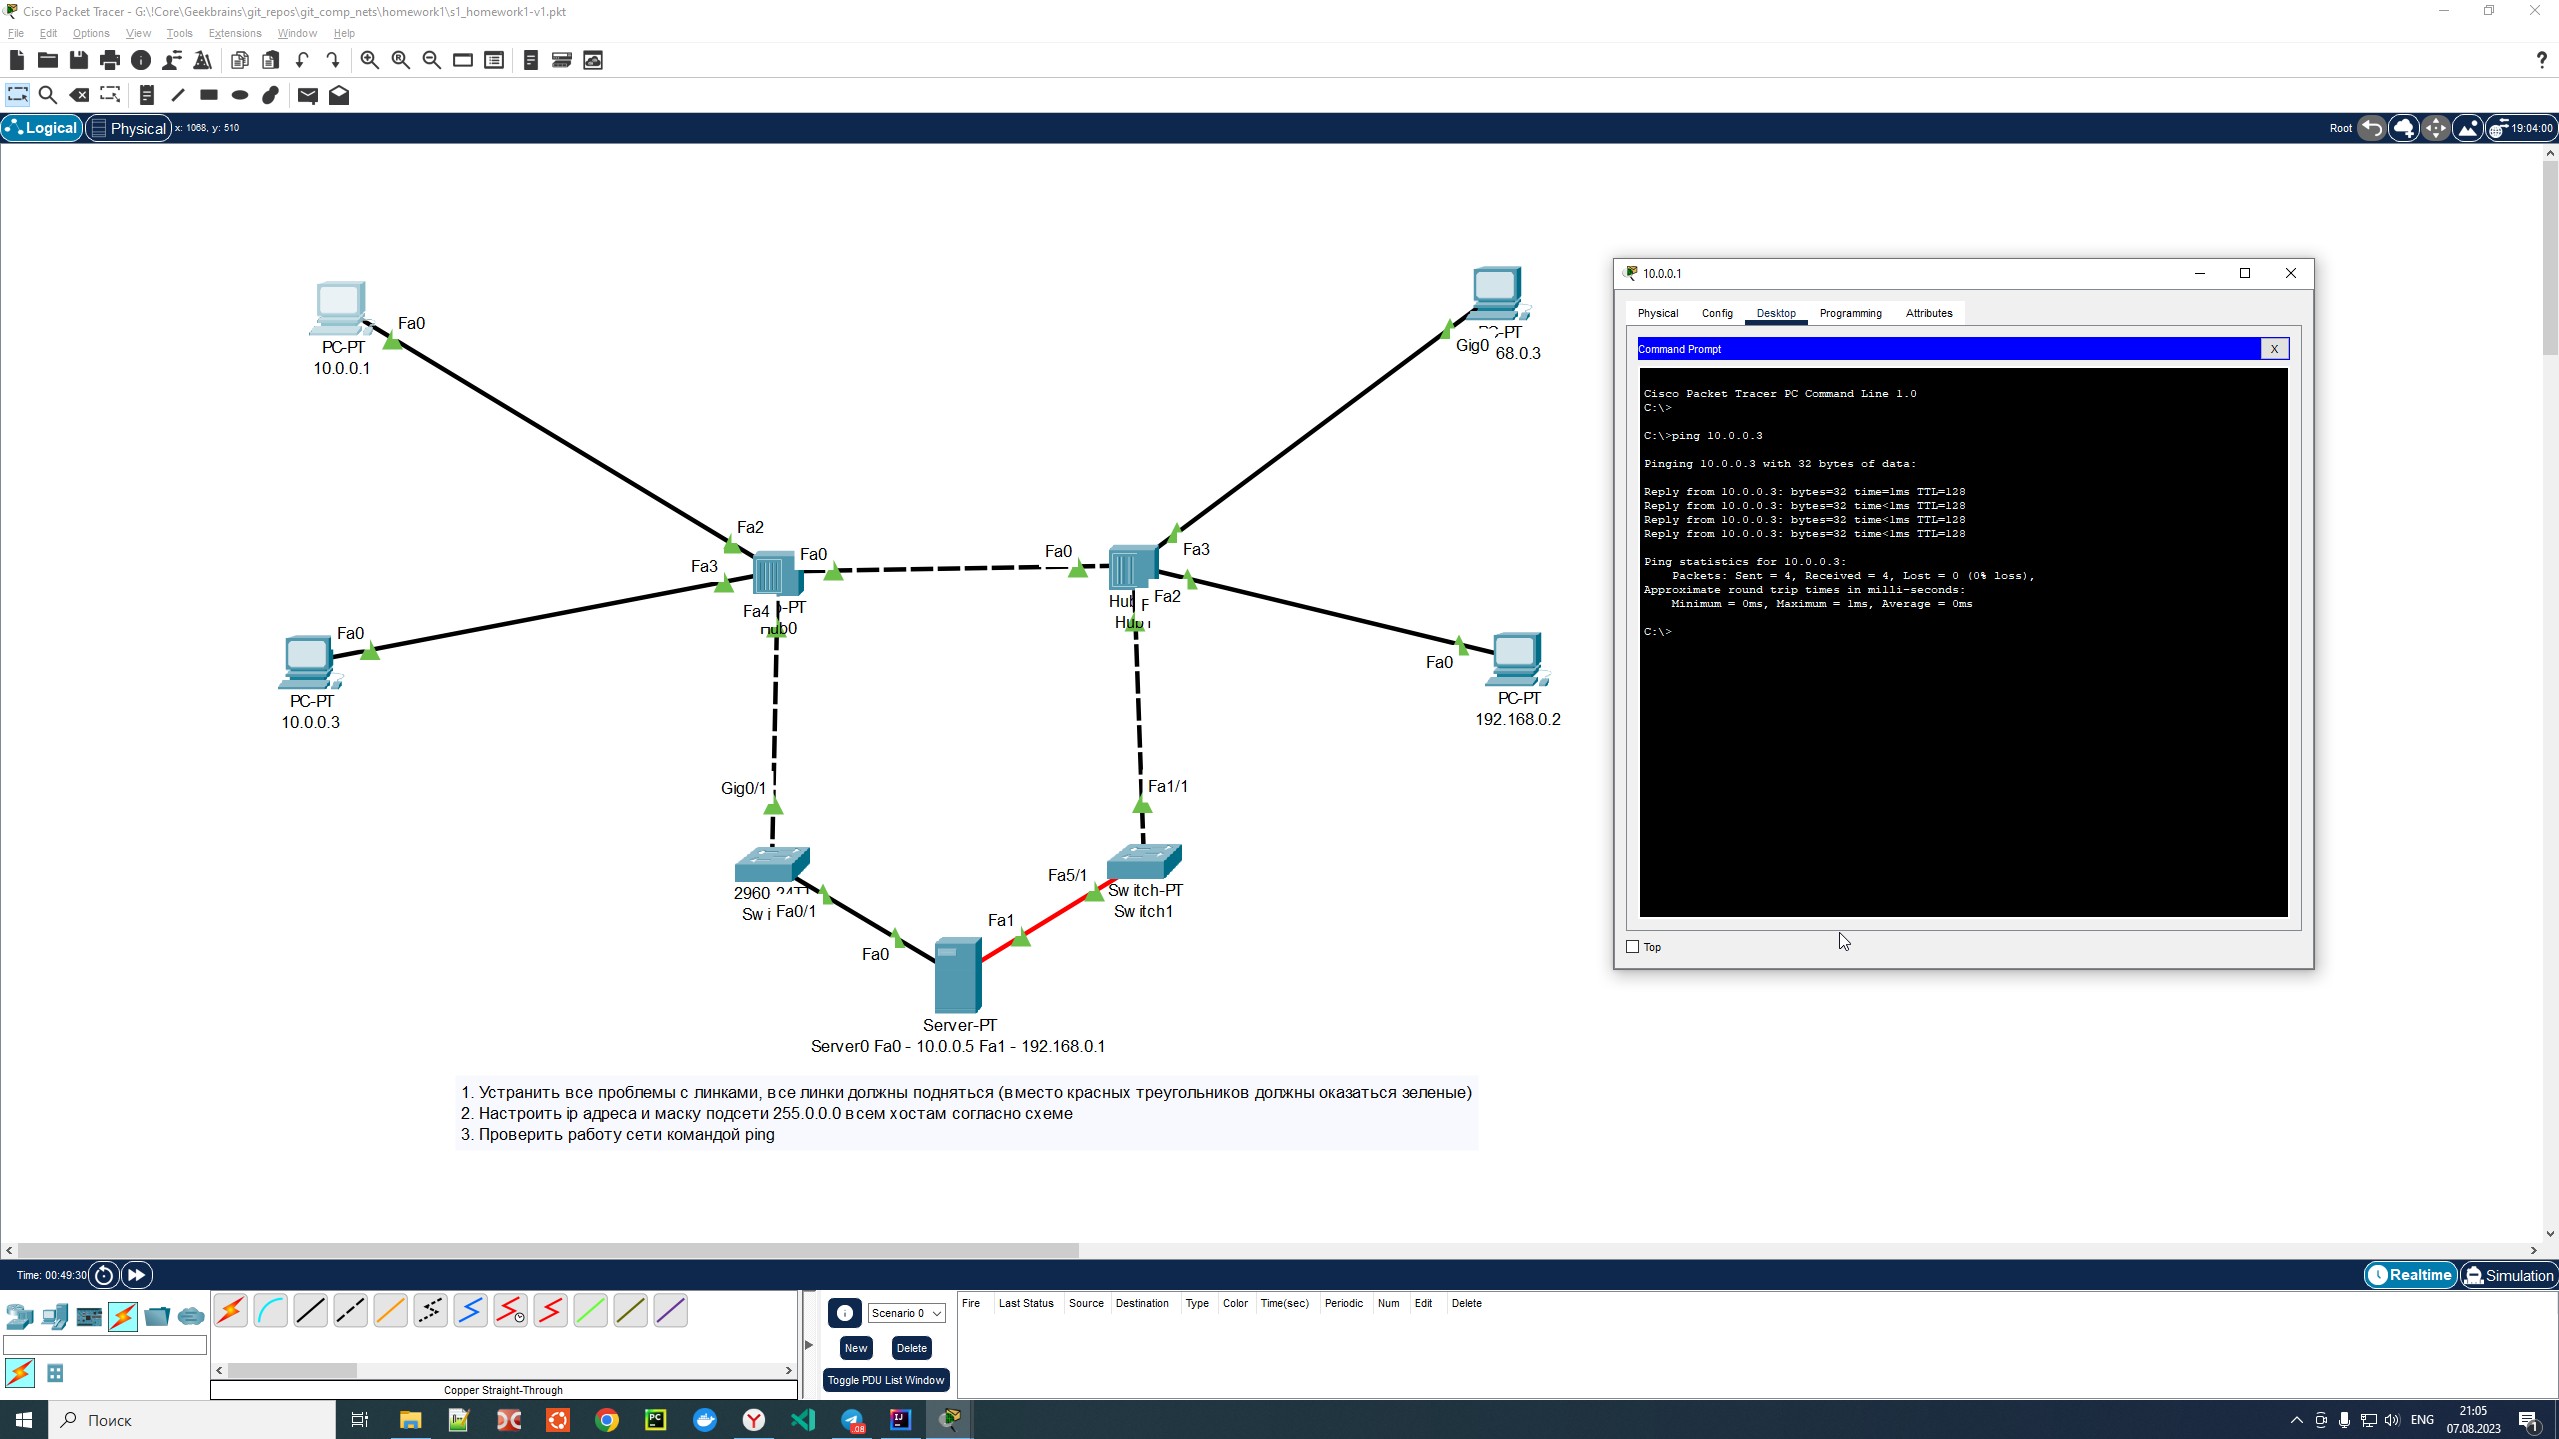 Cisco Packet Tracer - G:\!Core\Geekbrains\git_repos\git_comp_nets\homework1\s1_homework1-v1.pkt
File Edit Options View Tools Extensions Window Help
Logical Physical x: 1068, y: 510
Root 19:04:00
Fa0
PC-PT
10.0.0.1
Gig0
-PT
68.0.3
Fa2
Fa3
Fa0
Fa4
-PT
Hub0
Fa0
Fa3
Fa2
Hub
F
Hub1
Fa0
PC-PT
10.0.0.3
Fa0
PC-PT
192.168.0.2
Gig0/1
Fa1/1
2960
Swi
Fa0/1
Fa5/1
Switch-PT
Switch1
Fa0
Fa1
Server-PT
Server0 Fa0 - 10.0.0.5 Fa1 - 192.168.0.1
1. Устранить все проблемы с линками, все линки должны подняться (вместо красных треугольников должны оказаться зеленые)
2. Настроить ip адреса и маску подсети 255.0.0.0 всем хостам согласно схеме
3. Проверить работу сети командой ping
10.0.0.1
Physical Config Desktop Programming Attributes
Command Prompt X
Cisco Packet Tracer PC Command Line 1.0
C:\>
C:\>ping 10.0.0.3
Pinging 10.0.0.3 with 32 bytes of data:
Reply from 10.0.0.3: bytes=32 time=1ms TTL=128
Reply from 10.0.0.3: bytes=32 time<1ms TTL=128
Reply from 10.0.0.3: bytes=32 time<1ms TTL=128
Reply from 10.0.0.3: bytes=32 time<1ms TTL=128
Ping statistics for 10.0.0.3:
Packets: Sent = 4, Received = 4, Lost = 0 (0% loss),
Approximate round trip times in milli-seconds:
Minimum = 0ms, Maximum = 1ms, Average = 0ms
C:\>
Top
Time: 00:49:30
Realtime Simulation
Scenario 0
New Delete
Toggle PDU List Window
Fire Last Status Source Destination Type Color Time(sec) Periodic Num Edit Delete
Copper Straight-Through
Поиск
ENG
21:05
07.08.2023